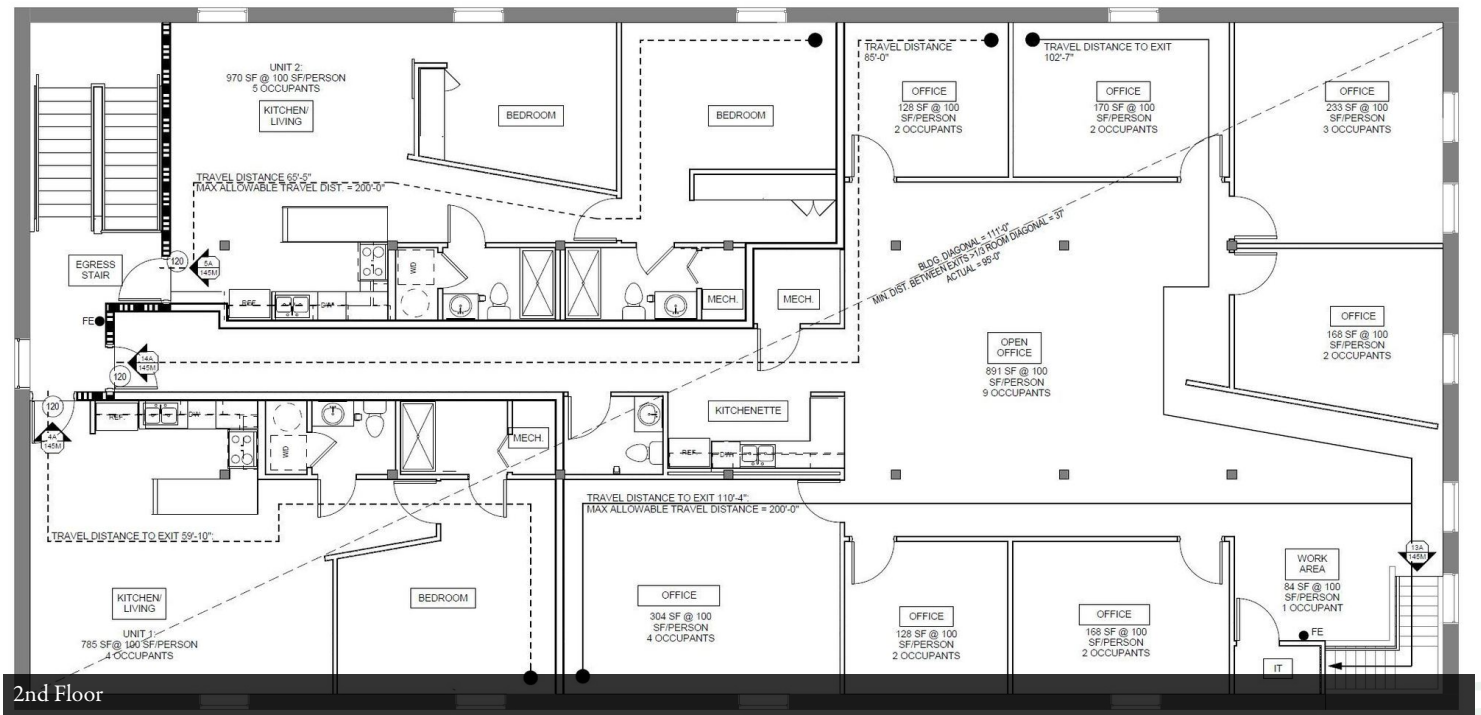 UNIT 2:
970 SF @ 100 SF/PERSON
5 OCCUPANTS
KITCHEN/
LIVING
BEDROOM
BEDROOM
TRAVEL DISTANCE
85'-0"
OFFICE
128 SF @ 100
SF/PERSON
2 OCCUPANTS
TRAVEL DISTANCE TO EXIT
102'-7"
OFFICE
170 SF @ 100
SF/PERSON
2 OCCUPANTS
OFFICE
233 SF @ 100
SF/PERSON
3 OCCUPANTS
TRAVEL DISTANCE 65'-5"
MAX ALLOWABLE TRAVEL DIST. = 200'-0"
EGRESS
STAIR
120
5A
145M
W/D
REF.
DW
MECH.
MECH.
BLDG. DIAGONAL = 111'-0"
MIN. DIST. BETWEEN EXITS >1/3 ROOM DIAGONAL = 37'
ACTUAL = 95'-0"
FE
14A
145M
120
OPEN
OFFICE
891 SF @ 100
SF/PERSON
9 OCCUPANTS
OFFICE
168 SF @ 100
SF/PERSON
2 OCCUPANTS
120
4A
145M
REF.
DW
W/D
MECH.
KITCHENETTE
REF.
DW
TRAVEL DISTANCE TO EXIT 59'-10":
TRAVEL DISTANCE TO EXIT 110'-4":
MAX ALLOWABLE TRAVEL DISTANCE = 200'-0"
KITCHEN/
LIVING
UNIT 1:
785 SF@ 100 SF/PERSON
4 OCCUPANTS
BEDROOM
OFFICE
304 SF @ 100
SF/PERSON
4 OCCUPANTS
OFFICE
128 SF @ 100
SF/PERSON
2 OCCUPANTS
OFFICE
168 SF @ 100
SF/PERSON
2 OCCUPANTS
WORK
AREA
84 SF @ 100
SF/PERSON
1 OCCUPANT
13A
145M
FE
IT
2nd Floor